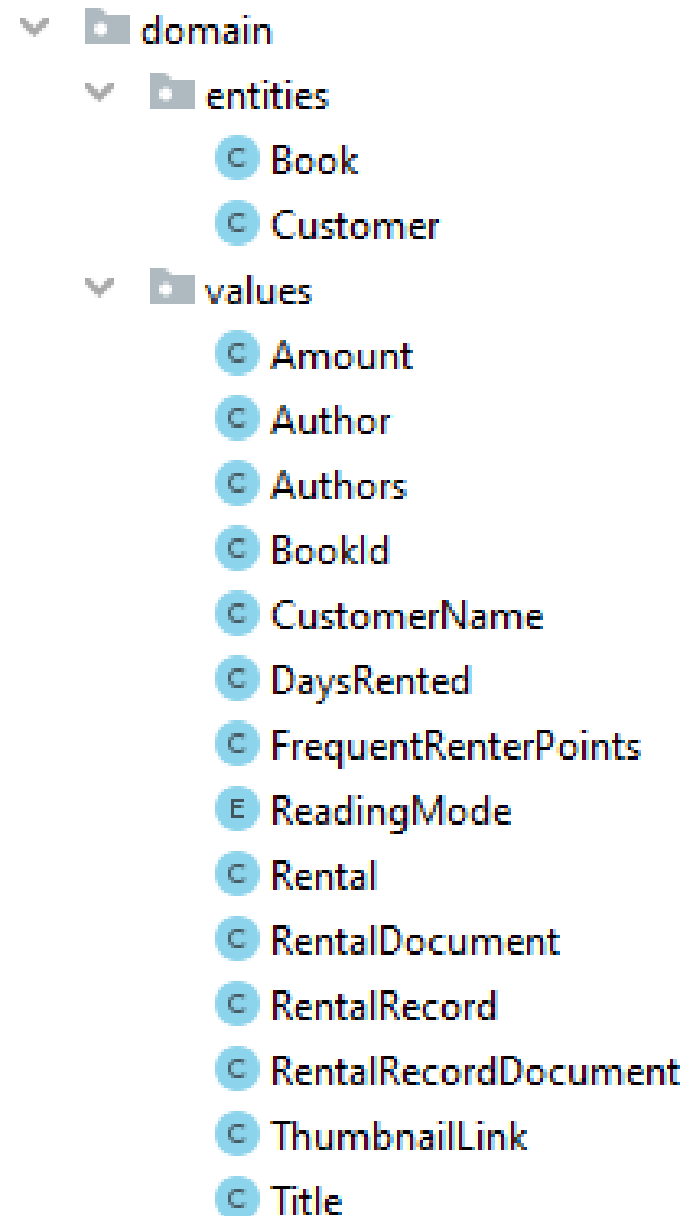 domain
entities
C Book
C Customer
values
C Amount
C Author
C Authors
C BookId
C CustomerName
C DaysRented
C FrequentRenterPoints
E ReadingMode
C Rental
C RentalDocument
C RentalRecord
C RentalRecordDocument
C ThumbnailLink
C Title